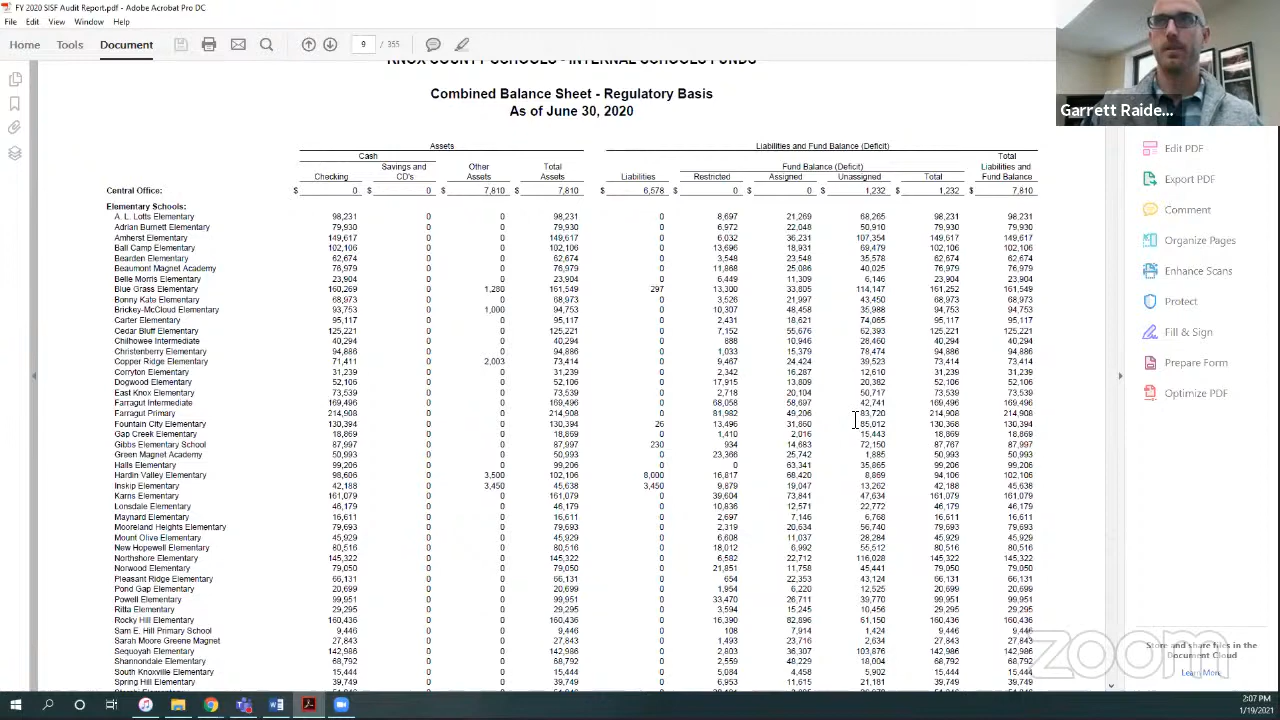 FY 2020 SISF Audit Report.pdf - Adobe Acrobat Pro DC
File Edit View Window Help
Home Tools Document 9 / 355
KNOX COUNTY SCHOOLS - INTERNAL SCHOOLS FUNDS
Combined Balance Sheet - Regulatory Basis
As of June 30, 2020
Garrett Raide...
Assets Liabilities and Fund Balance (Deficit)
Cash Fund Balance (Deficit) Total
Savings and Other Total Liabilities and
Checking CD's Assets Assets Liabilities Restricted Assigned Unassigned Total Fund Balance
Central Office: $ 0 $ 0 $ 7,810 $ 7,810 $ 6,578 $ 0 $ 0 $ 1,232 $ 1,232 $ 7,810
Elementary Schools:
A. L. Lotts Elementary 98,231 0 0 98,231 0 8,697 21,269 68,265 98,231 98,231
Adrian Burnett Elementary 79,930 0 0 79,930 0 6,972 22,048 50,910 79,930 79,930
Amherst Elementary 149,617 0 0 149,617 0 6,032 36,231 107,354 149,617 149,617
Ball Camp Elementary 102,106 0 0 102,106 0 13,696 18,931 69,479 102,106 102,106
Bearden Elementary 62,674 0 0 62,674 0 3,548 23,548 35,578 62,674 62,674
Beaumont Magnet Academy 76,979 0 0 76,979 0 11,868 25,086 40,025 76,979 76,979
Belle Morris Elementary 23,904 0 0 23,904 0 6,449 11,309 6,146 23,904 23,904
Blue Grass Elementary 160,269 0 1,280 161,549 297 13,300 33,805 114,147 161,252 161,549
Bonny Kate Elementary 68,973 0 0 68,973 0 3,526 21,997 43,450 68,973 68,973
Brickey-McCloud Elementary 93,753 0 1,000 94,753 0 10,307 48,458 35,988 94,753 94,753
Carter Elementary 95,117 0 0 95,117 0 2,431 18,621 74,065 95,117 95,117
Cedar Bluff Elementary 125,221 0 0 125,221 0 7,152 55,676 62,393 125,221 125,221
Chilhowee Intermediate 40,294 0 0 40,294 0 888 10,946 28,460 40,294 40,294
Christenberry Elementary 94,886 0 0 94,886 0 1,033 15,379 78,474 94,886 94,886
Copper Ridge Elementary 71,411 0 2,003 73,414 0 9,467 24,424 39,523 73,414 73,414
Corryton Elementary 31,239 0 0 31,239 0 2,342 16,287 12,610 31,239 31,239
Dogwood Elementary 52,106 0 0 52,106 0 17,915 13,809 20,382 52,106 52,106
East Knox Elementary 73,539 0 0 73,539 0 2,718 20,104 50,717 73,539 73,539
Farragut Intermediate 169,496 0 0 169,496 0 68,058 58,697 42,741 169,496 169,496
Farragut Primary 214,908 0 0 214,908 0 81,982 49,206 83,720 214,908 214,908
Fountain City Elementary 130,394 0 0 130,394 26 13,496 31,860 85,012 130,394 130,394
Gap Creek Elementary 18,869 0 0 18,869 0 1,410 2,016 15,443 18,869 18,869
Gibbs Elementary School 87,997 0 0 87,997 230 934 14,683 72,150 87,767 87,997
Green Magnet Academy 50,993 0 0 50,993 0 23,366 25,742 1,885 50,993 50,993
Halls Elementary 99,206 0 0 99,206 0 0 63,341 35,865 99,206 99,206
Hardin Valley Elementary 98,606 0 3,500 102,106 8,000 16,817 68,420 8,869 94,106 102,106
Inskip Elementary 42,188 0 3,450 45,638 3,450 9,879 19,047 13,262 42,188 45,638
Karns Elementary 161,079 0 0 161,079 0 39,604 73,841 47,634 161,079 161,079
Lonsdale Elementary 46,179 0 0 46,179 0 10,836 12,571 22,772 46,179 46,179
Maynard Elementary 16,611 0 0 16,611 0 2,697 7,146 6,768 16,611 16,611
Mooreland Heights Elementary 79,693 0 0 79,693 0 2,319 20,634 56,740 79,693 79,693
Mount Olive Elementary 45,929 0 0 45,929 0 6,608 11,037 28,284 45,929 45,929
New Hopewell Elementary 80,516 0 0 80,516 0 18,012 6,992 55,512 80,516 80,516
Northshore Elementary 145,322 0 0 145,322 0 6,582 22,712 116,028 145,322 145,322
Norwood Elementary 79,050 0 0 79,050 0 21,851 11,758 45,441 79,050 79,050
Pleasant Ridge Elementary 66,131 0 0 66,131 0 654 22,353 43,124 66,131 66,131
Pond Gap Elementary 20,699 0 0 20,699 0 1,954 6,220 12,525 20,699 20,699
Powell Elementary 99,951 0 0 99,951 0 33,470 26,711 39,770 99,951 99,951
Ritta Elementary 29,295 0 0 29,295 0 3,594 15,245 10,456 29,295 29,295
Rocky Hill Elementary 160,436 0 0 160,436 0 16,390 82,896 61,150 160,436 160,436
Sam E. Hill Primary School 9,446 0 0 9,446 0 108 7,914 1,424 9,446 9,446
Sarah Moore Greene Magnet 27,843 0 0 27,843 0 1,493 23,716 2,634 27,843 27,843
Sequoyah Elementary 142,986 0 0 142,986 0 2,803 36,307 103,876 142,986 142,986
Shannondale Elementary 68,792 0 0 68,792 0 2,559 48,229 18,004 68,792 68,792
South Knoxville Elementary 15,444 0 0 15,444 0 5,084 4,458 5,902 15,444 15,444
Spring Hill Elementary 39,749 0 0 39,749 0 6,953 11,615 21,181 39,749 39,749
Edit PDF
Export PDF
Comment
Organize Pages
Enhance Scans
Protect
Fill & Sign
Prepare Form
Optimize PDF
Store and share files in the
Document Cloud
Learn More
zoom
2:07 PM
1/19/2021